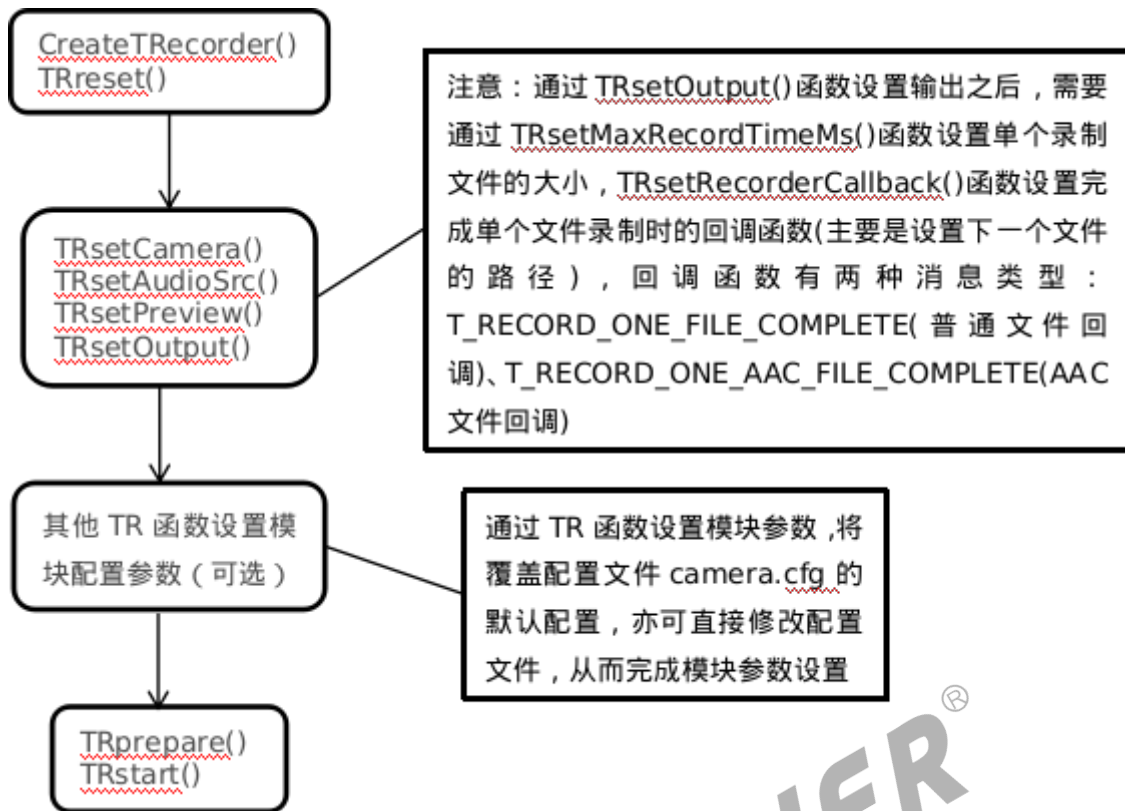 CreateTRecorder()
TRreset()
注意：通过 TRsetOutput()函数设置输出之后，需要
通过 TRsetMaxRecordTimeMs()函数设置单个录制
文件的大小，TRsetRecorderCallback()函数设置完
成单个文件录制时的回调函数(主要是设置下一个文件
的路径），回调函数有两种消息类型：
T_RECORD_ONE_FILE_COMPLETE(普通文件回
调)、T_RECORD_ONE_AAC_FILE_COMPLETE(AAC
文件回调)
TRsetCamera()
TRsetAudioSrc()
TRsetPreview()
TRsetOutput()
其他 TR 函数设置模
块配置参数（可选）
通过 TR 函数设置模块参数,将
覆盖配置文件 camera.cfg 的
默认配置，亦可直接修改配置
文件，从而完成模块参数设置
TRprepare()
TRstart()